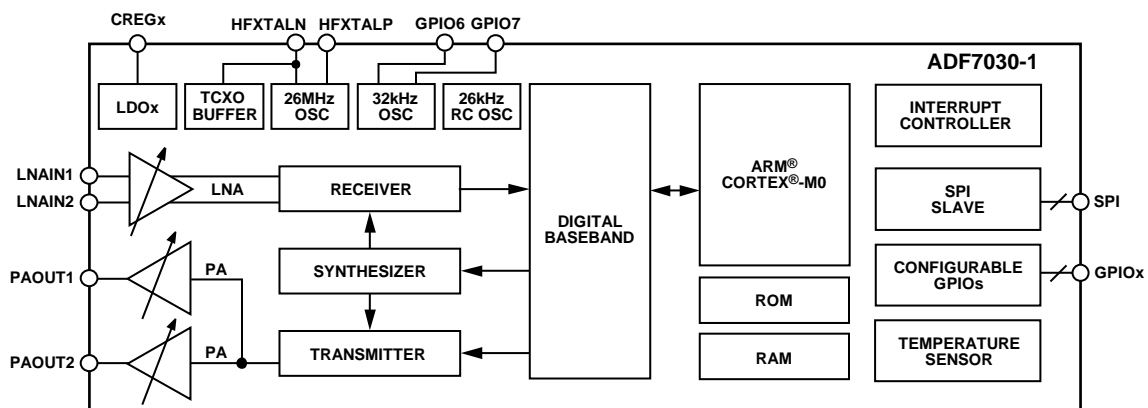 CREGx
HFXTALN
HFXTALP
GPIO6
GPIO7
ADF7030-1
LDOx
TCXO
BUFFER
26MHz
OSC
32kHz
OSC
26kHz
RC OSC
INTERRUPT
CONTROLLER
LNAIN1
LNAIN2
LNA
RECEIVER
DIGITAL
BASEBAND
ARM®
CORTEX®-M0
SPI
SLAVE
SPI
PAOUT1
PA
SYNTHESIZER
CONFIGURABLE
GPIOs
GPIOx
ROM
PAOUT2
PA
TRANSMITTER
RAM
TEMPERATURE
SENSOR